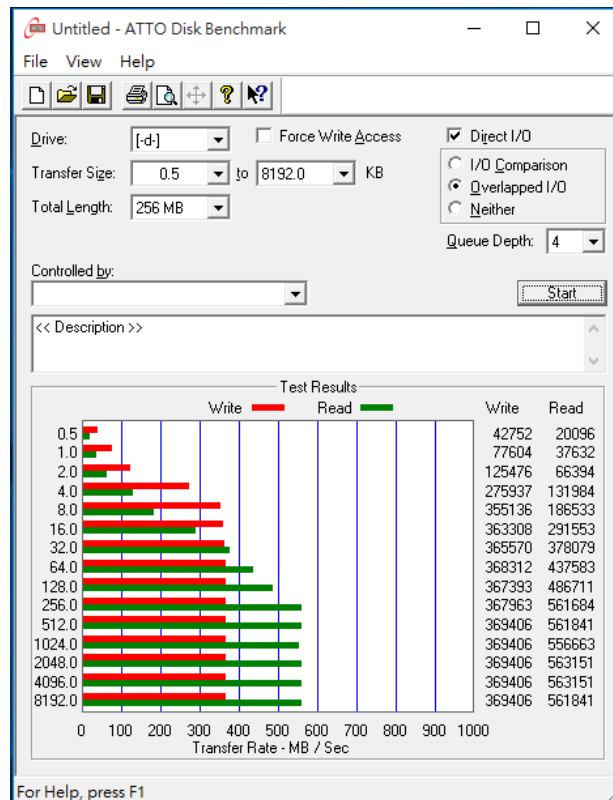 Untitled - ATTO Disk Benchmark
File View Help
Drive: [-d-] Force Write Access Direct I/O
Transfer Size: 0.5 to 8192.0 KB I/O Comparison
Total Length: 256 MB Overlapped I/O
Neither
Queue Depth: 4
Controlled by:
Start
<< Description >>
Test Results
Write Read Write Read
0.5 42752 20096
1.0 77604 37632
2.0 125476 66394
4.0 275937 131984
8.0 355136 186533
16.0 363308 291553
32.0 365570 378079
64.0 368312 437583
128.0 367393 486711
256.0 367963 561684
512.0 369406 561841
1024.0 369406 556663
2048.0 369406 563151
4096.0 369406 563151
8192.0 369406 561841
0 100 200 300 400 500 600 700 800 900 1000
Transfer Rate - MB / Sec
For Help, press F1